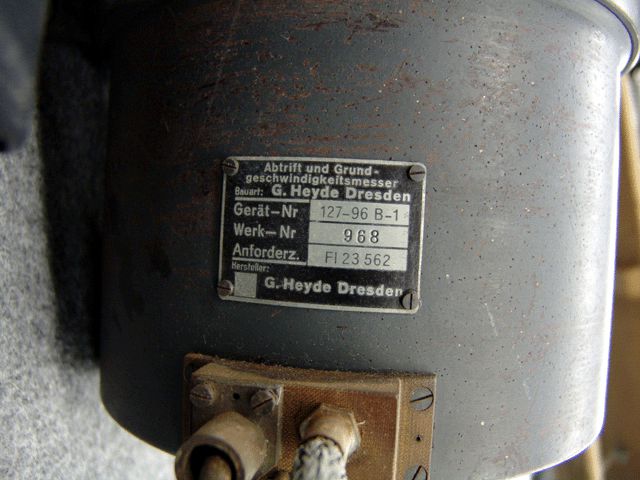 Abtrift und Grund-
geschwindigkeitsmesser
Bauart: G. Heyde Dresden
Gerät-Nr 127-96 B-1
Werk-Nr 968
Anforderz. Fl 23 562
Hersteller:
G. Heyde Dresden